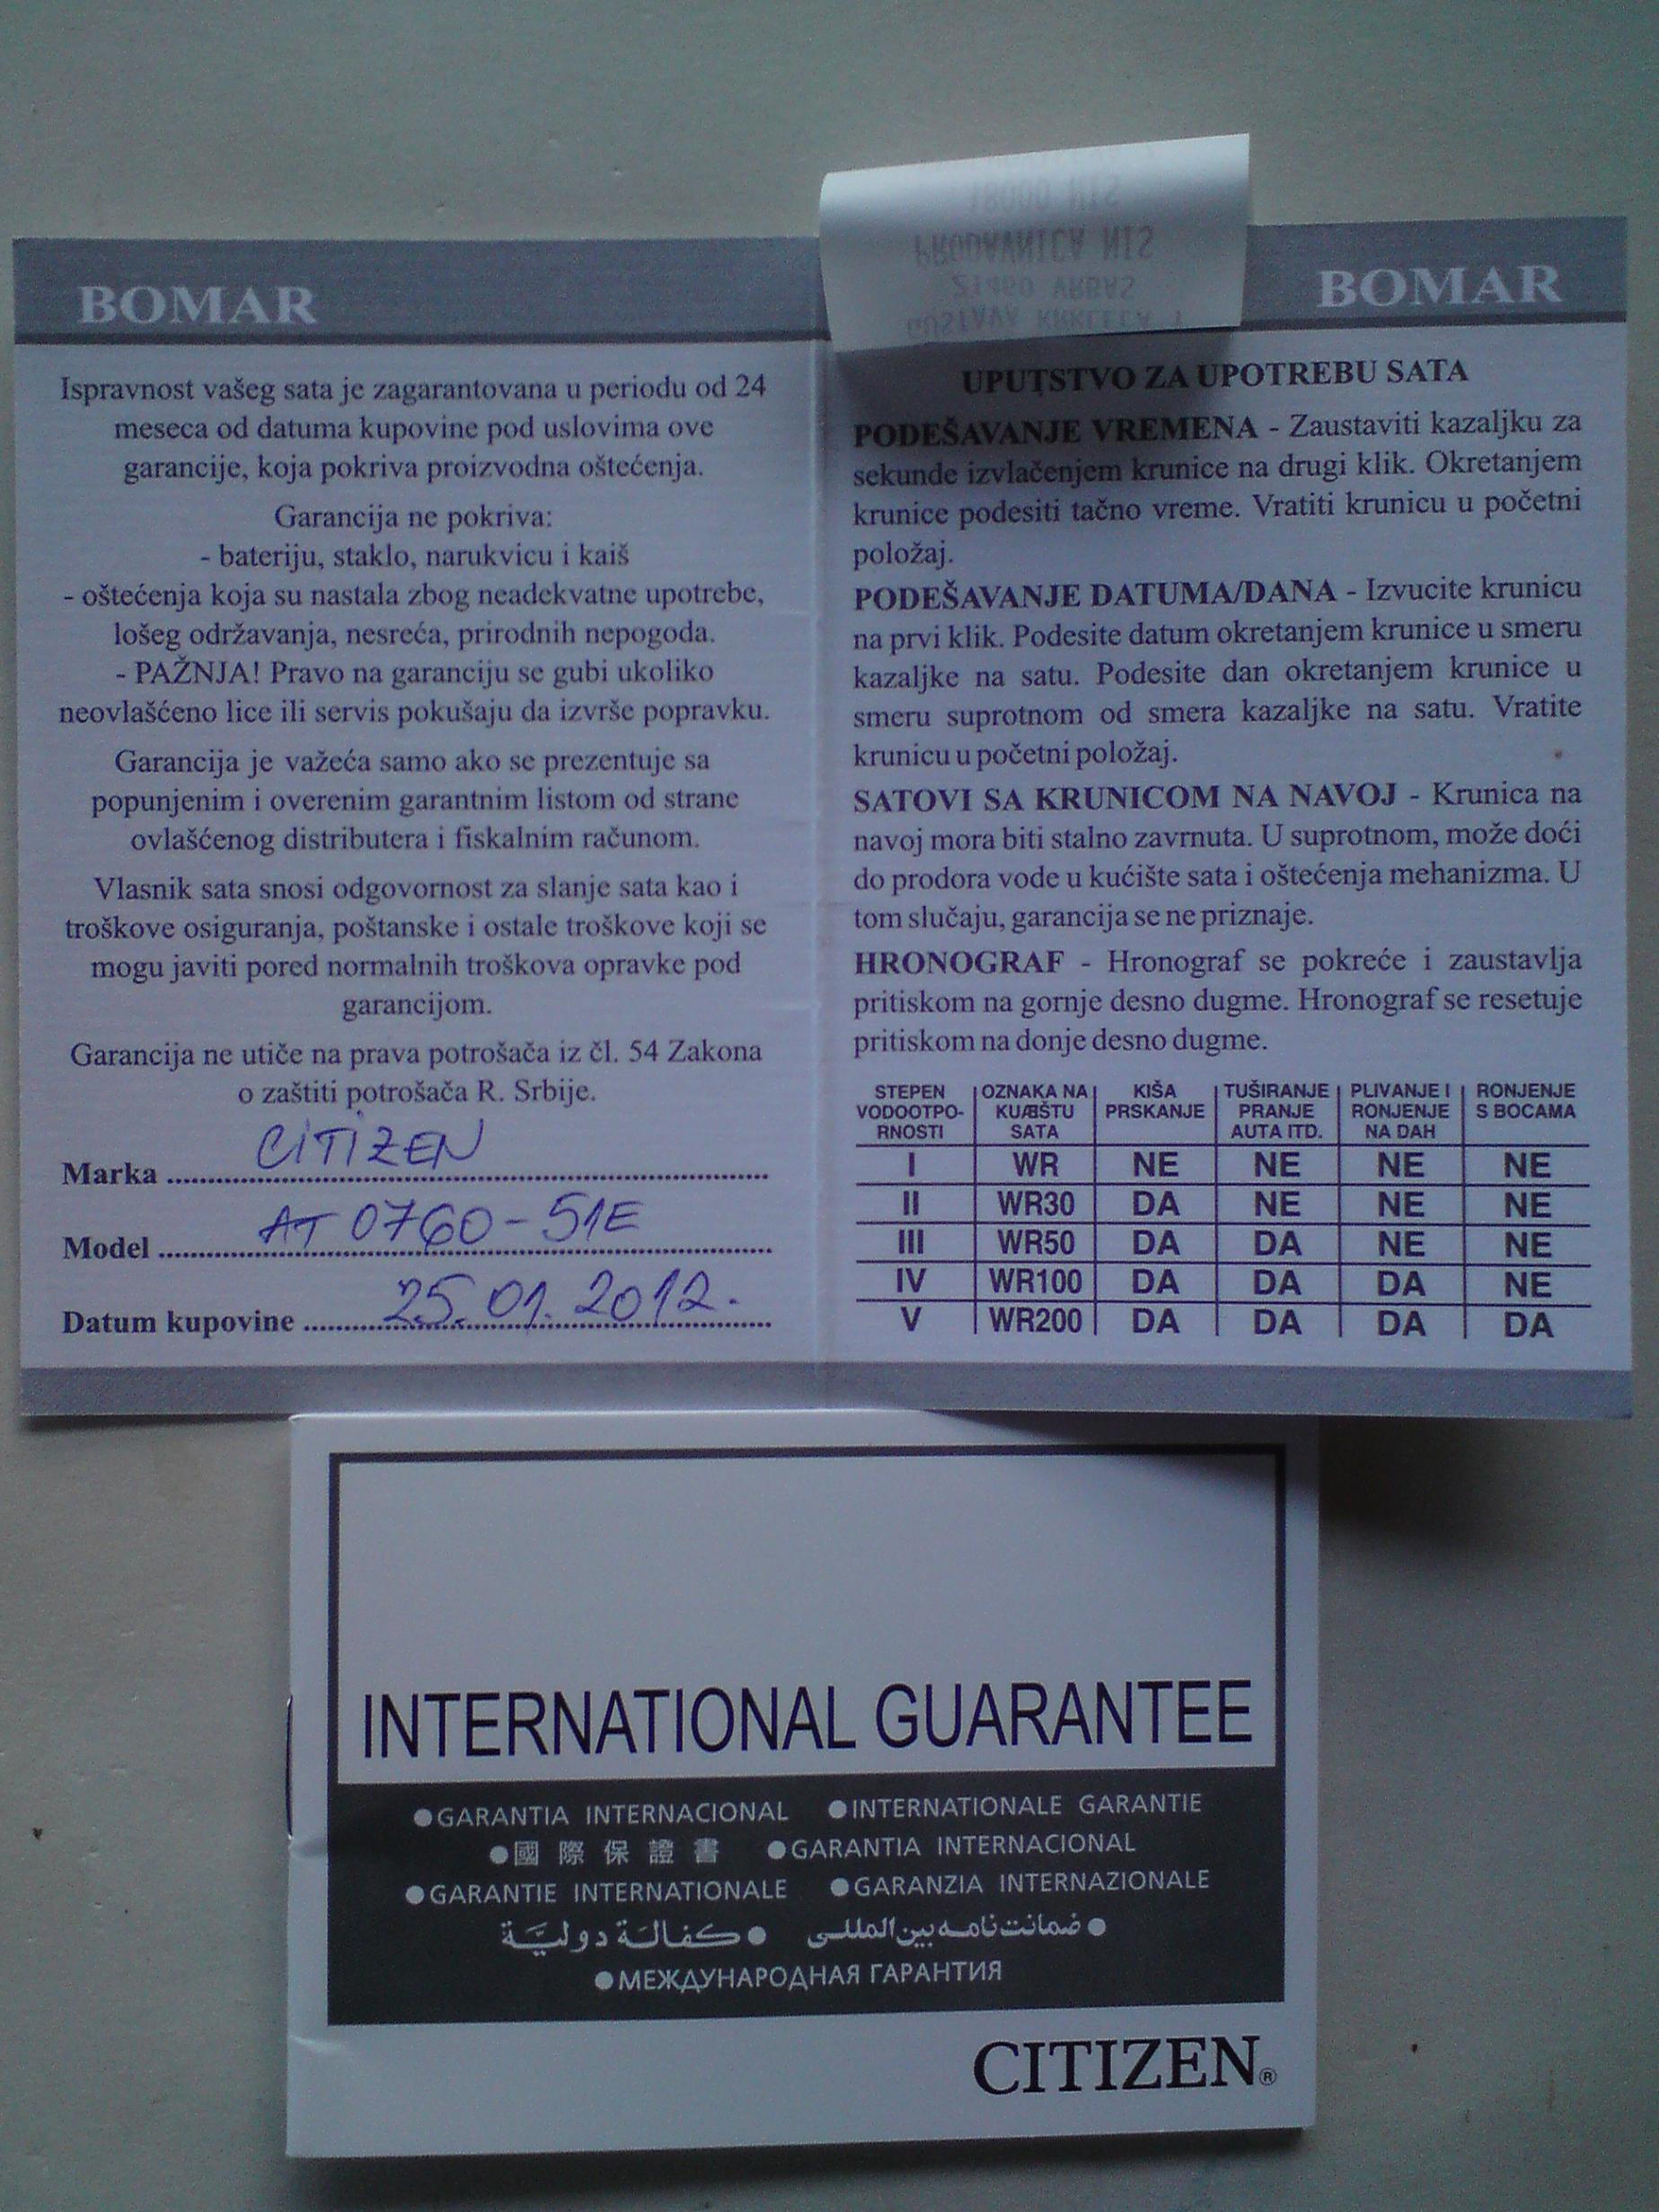 18000 NIS
PRODAVNICA NIS
21460 VRBAS
GUSTAVA KRKLECA 1
BOMAR
Ispravnost vašeg sata je zagarantovana u periodu od 24
meseca od datuma kupovine pod uslovima ove
garancije, koja pokriva proizvodna oštećenja.
Garancija ne pokriva:
- bateriju, staklo, narukvicu i kaiš
- oštećenja koja su nastala zbog neadekvatne upotrebe,
lošeg održavanja, nesreća, prirodnih nepogoda.
- PAŽNJA! Pravo na garanciju se gubi ukoliko
neovlašćeno lice ili servis pokušaju da izvrše popravku.
Garancija je važeća samo ako se prezentuje sa
popunjenim i overenim garantnim listom od strane
ovlašćenog distributera i fiskalnim računom.
Vlasnik sata snosi odgovornost za slanje sata kao i
troškove osiguranja, poštanske i ostale troškove koji se
mogu javiti pored normalnih troškova opravke pod
garancijom.
Garancija ne utiče na prava potrošača iz čl. 54 Zakona
o zaštiti potrošača R. Srbije.
Marka CITIZEN
Model AT 0760-51E
Datum kupovine 25.01.2012.
BOMAR
UPUTSTVO ZA UPOTREBU SATA
PODEŠAVANJE VREMENA - Zaustaviti kazaljku za
sekunde izvlačenjem krunice na drugi klik. Okretanjem
krunice podesiti tačno vreme. Vratiti krunicu u početni
položaj.
PODEŠAVANJE DATUMA/DANA - Izvucite krunicu
na prvi klik. Podesite datum okretanjem krunice u smeru
kazaljke na satu. Podesite dan okretanjem krunice u
smeru suprotnom od smera kazaljke na satu. Vratite
krunicu u početni položaj.
SATOVI SA KRUNICOM NA NAVOJ - Krunica na
navoj mora biti stalno zavrnuta. U suprotnom, može doći
do prodora vode u kućište sata i oštećenja mehanizma. U
tom slučaju, garancija se ne priznaje.
HRONOGRAF - Hronograf se pokreće i zaustavlja
pritiskom na gornje desno dugme. Hronograf se resetuje
pritiskom na donje desno dugme.
STEPEN OZNAKA NA KIŠA TUŠIRANJE PLIVANJE I RONJENJE
VODOOTPO- KUÆIŠTU PRSKANJE PRANJE RONJENJE S BOCAMA
RNOSTI SATA AUTA ITD. NA DAH
I WR NE NE NE NE
II WR30 DA NE NE NE
III WR50 DA DA NE NE
IV WR100 DA DA DA NE
V WR200 DA DA DA DA
INTERNATIONAL GUARANTEE
●GARANTIA INTERNACIONAL ●INTERNATIONALE GARANTIE
●國際保證書 ●GARANTIA INTERNACIONAL
●GARANTIE INTERNATIONALE ●GARANZIA INTERNAZIONALE
●ضمانت نامه بین المللی ●كفالة دوليّة
●МЕЖДУНАРОДНАЯ ГАРАНТИЯ
CITIZEN®